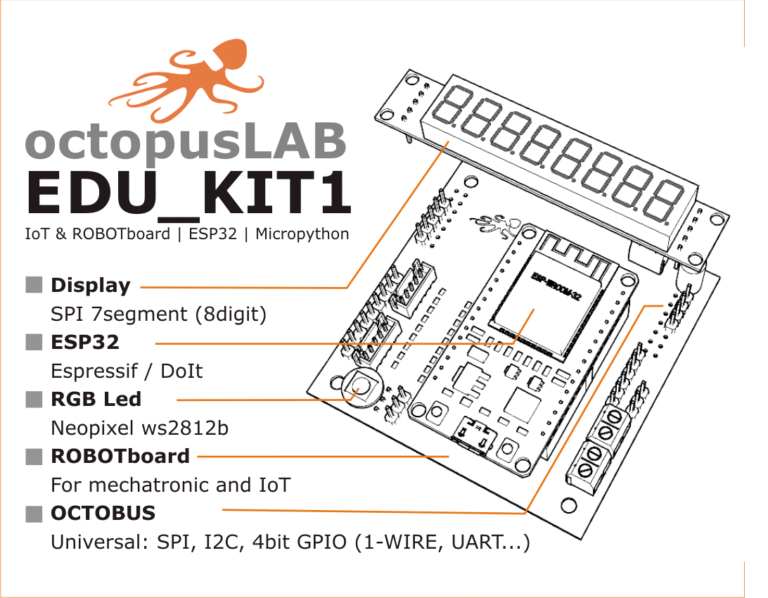 octopusLAB
EDU_KIT1
IoT & ROBOTboard | ESP32 | Micropython
Display
SPI 7segment (8digit)
ESP32
Espressif / DoIt
RGB Led
Neopixel ws2812b
ROBOTboard
For mechatronic and IoT
OCTOBUS
Universal: SPI, I2C, 4bit GPIO (1-WIRE, UART...)
ESP-WROOM-32